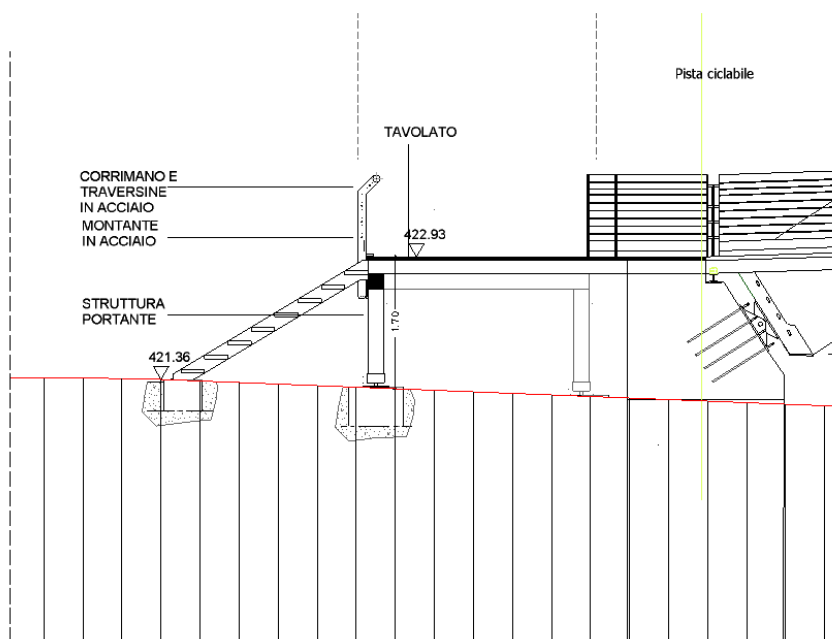 Pista ciclabile
TAVOLATO
CORRIMANO E
TRAVERSINE
IN ACCIAIO
MONTANTE
IN ACCIAIO
422.93
STRUTTURA
PORTANTE
1.70
421.36